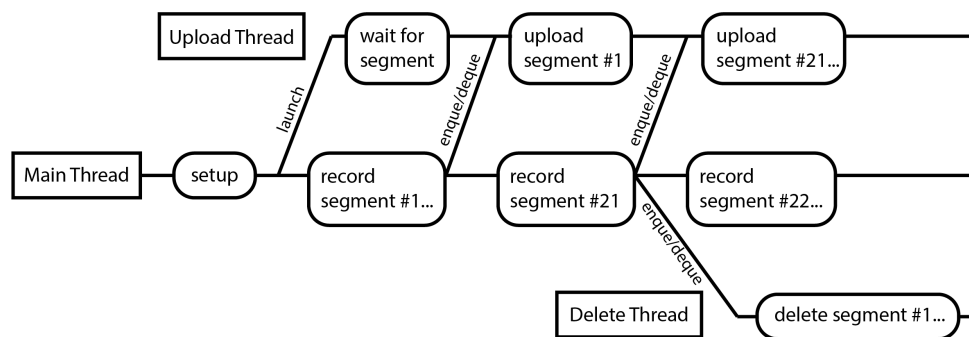 Upload Thread
wait for
segment
upload
segment #1
upload
segment #21...
launch
enque/deque
enque/deque
Main Thread
setup
record
segment #1...
record
segment #21
record
segment #22...
enque/deque
Delete Thread
delete segment #1...